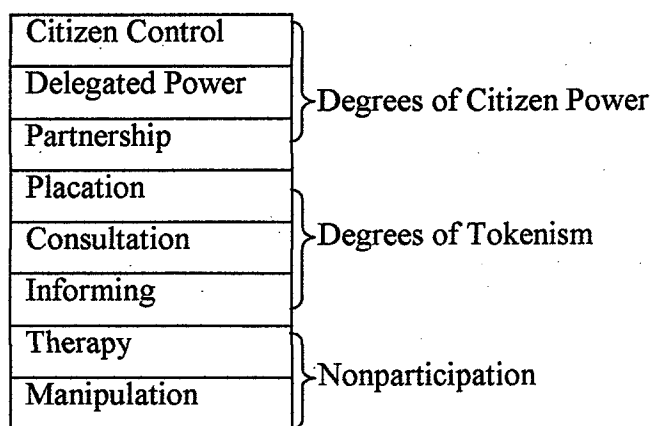 Citizen Control
Delegated Power
Degrees of Citizen Power
Partnership
Placation
Consultation
Degrees of Tokenism
Informing
Therapy
Nonparticipation
Manipulation